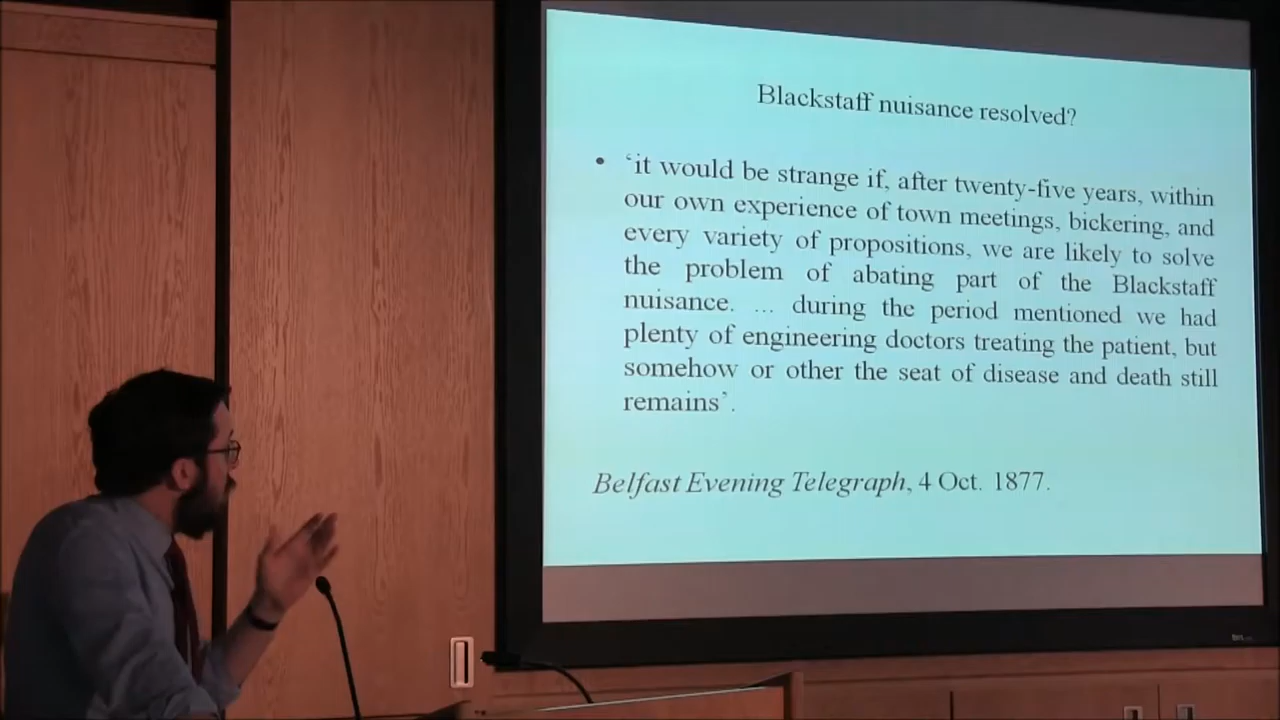 Blackstaff nuisance resolved?
• ‘it would be strange if, after twenty-five years, within
our own experience of town meetings, bickering, and
every variety of propositions, we are likely to solve
the problem of abating part of the Blackstaff
nuisance. ... during the period mentioned we had
plenty of engineering doctors treating the patient, but
somehow or other the seat of disease and death still
remains’.
Belfast Evening Telegraph, 4 Oct. 1877.